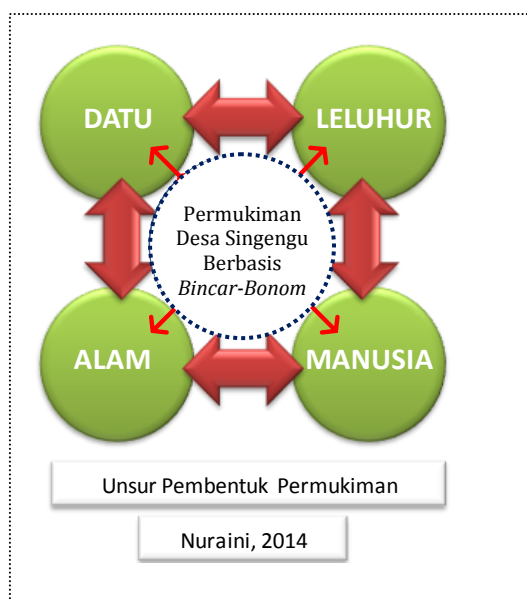 DATU
LELUHUR
Permukiman
Desa Singengu
Berbasis
Bincar-Bonom
ALAM
MANUSIA
Unsur Pembentuk Permukiman
Nuraini, 2014